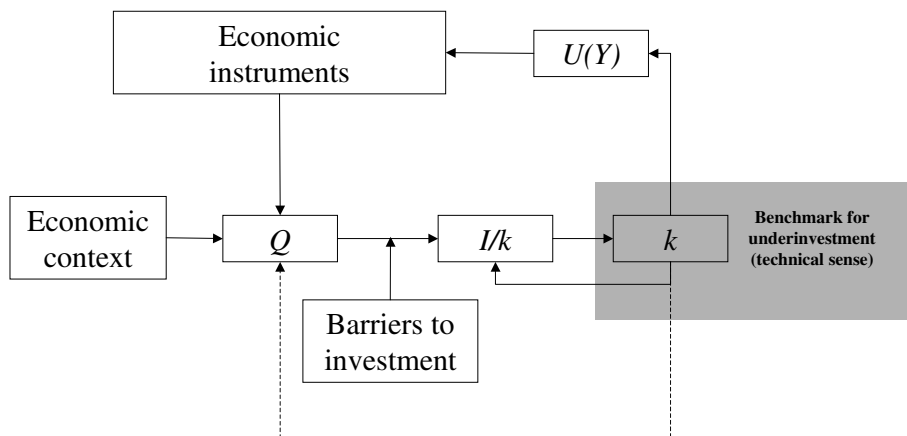 Economic
instruments
U(Y)
Economic
context
Q
I/k
k
Benchmark for
underinvestment
(technical sense)
Barriers to
investment